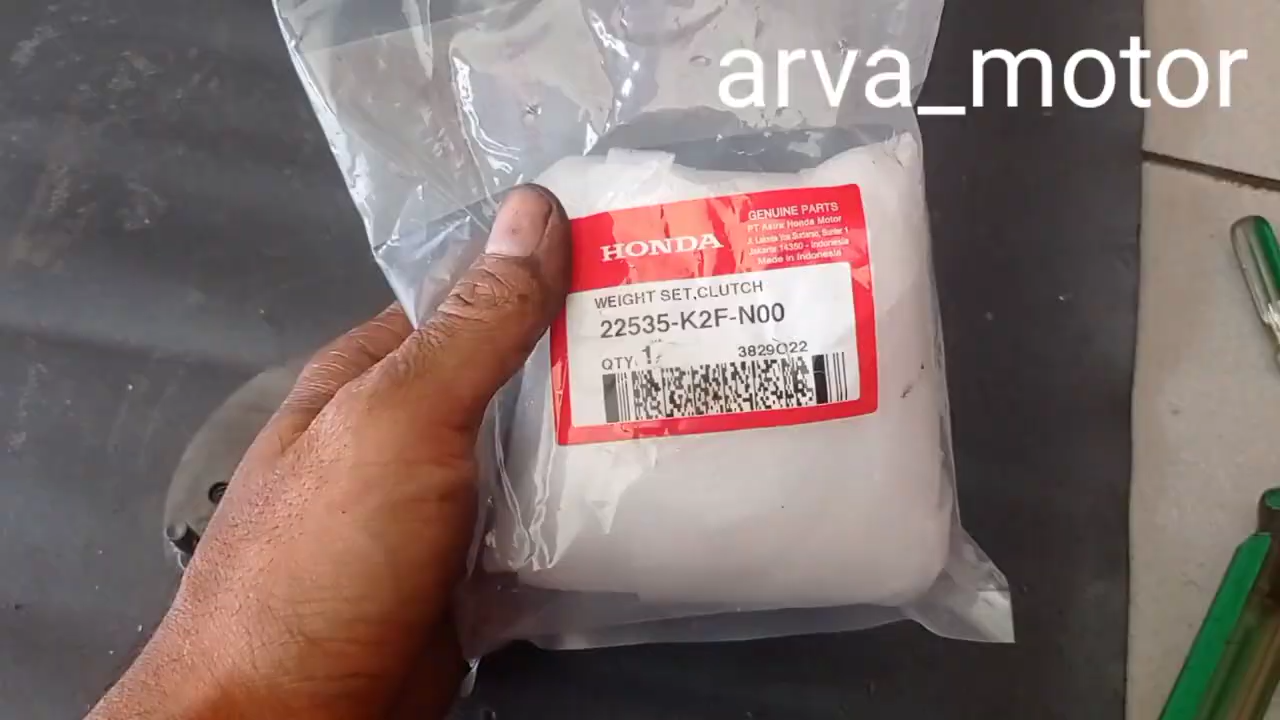 arva_motor
GENUINE PARTS
HONDA
PT Astra Honda Motor
Jakarta 14350 - Indonesia
Made in Indonesia
WEIGHT SET,CLUTCH
22535-K2F-N00
QTY. 1
3829022